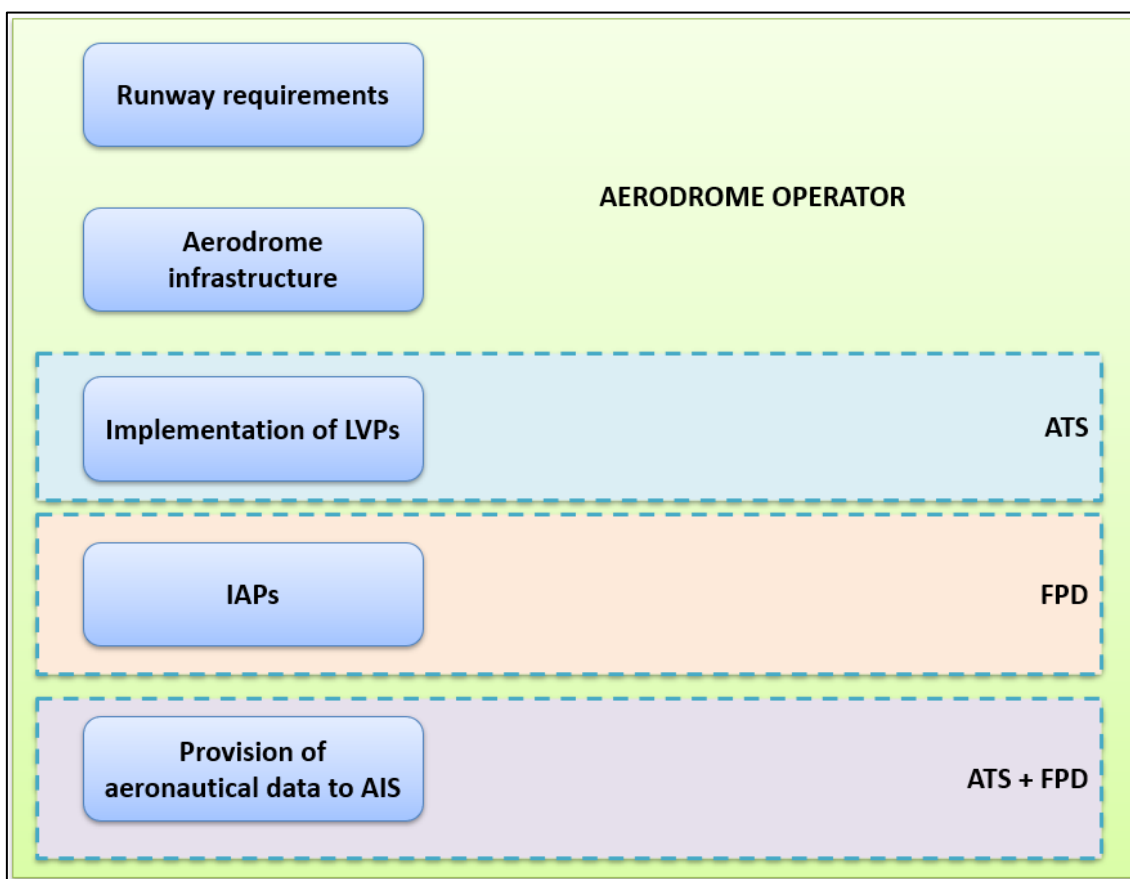 Runway requirements
AERODROME OPERATOR
Aerodrome
infrastructure
Implementation of LVPs
ATS
IAPs
FPD
Provision of
aeronautical data to AIS
ATS + FPD